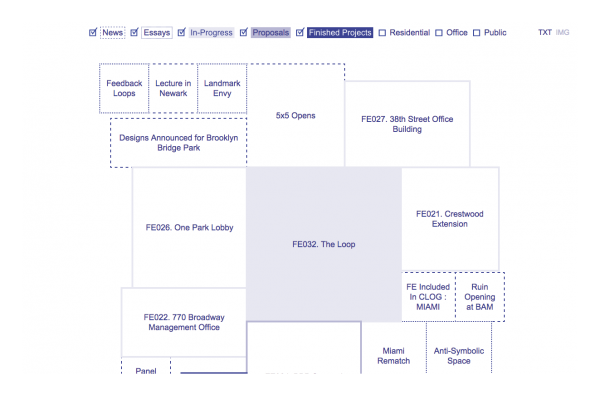 News Essays In-Progress Proposals Finished Projects Residential Office Public TXT IMG
Feedback
Loops
Lecture in
Newark
Landmark
Envy
5x5 Opens
FE027. 38th Street Office
Building
Designs Announced for Brooklyn
Bridge Park
FE026. One Park Lobby
FE032. The Loop
FE021. Crestwood
Extension
FE Included
In CLOG :
MIAMI
Ruin
Opening
at BAM
FE022. 770 Broadway
Management Office
Miami
Rematch
Anti-Symbolic
Space
Panel